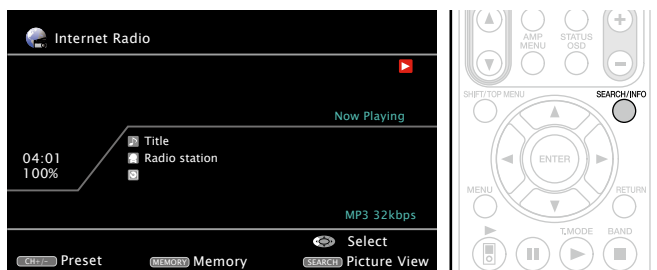 Internet Radio
Now Playing
Title
04:01
Radio station
100%
MP3 32kbps
Select
CH+/– Preset
MEMORY Memory
SEARCH Picture View
AMP MENU
STATUS OSD
SHIFT/TOP MENU
SEARCH/INFO
ENTER
MENU
RETURN
T.MODE
BAND